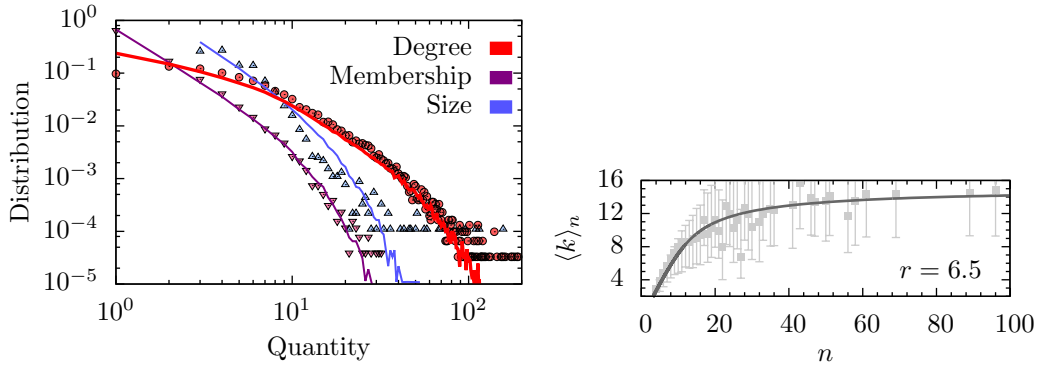 10^0
10^{-1}
10^{-2}
10^{-3}
10^{-4}
10^{-5}
Distribution
Degree
Membership
Size
10^0 10^1 10^2
Quantity
16
12
8
4
⟨k⟩_n
r = 6.5
0 20 40 60 80 100
n